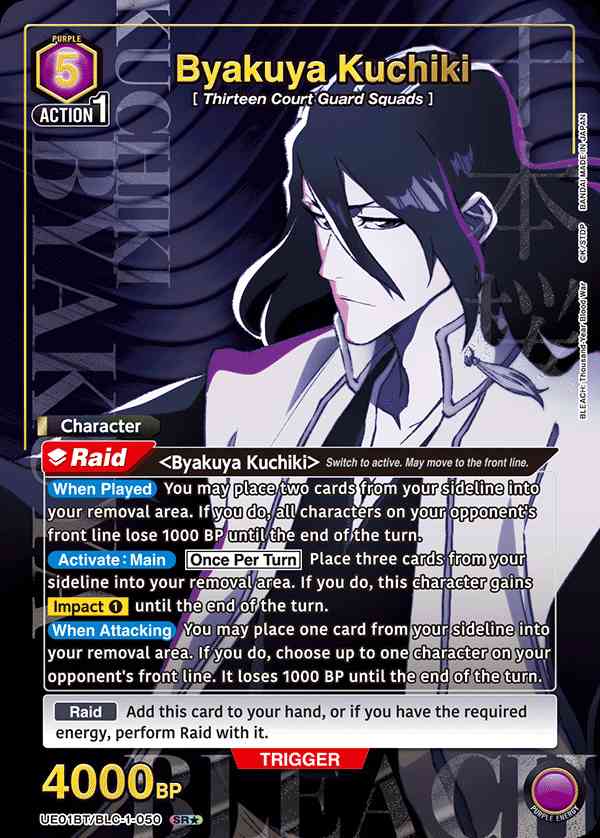 PURPLE
5
ACTION 1
Byakuya Kuchiki
[ Thirteen Court Guard Squads ]
KUCHIKI
BYAKUYA
千本桜
BLEACH: Thousand-Year Blood War ©K/STDP BANDAI MADE IN JAPAN
Character
Raid <Byakuya Kuchiki> Switch to active. May move to the front line.
When Played You may place two cards from your sideline into
your removal area. If you do, all characters on your opponent's
front line lose 1000 BP until the end of the turn.
Activate: Main Once Per Turn Place three cards from your
sideline into your removal area. If you do, this character gains
Impact ❶ until the end of the turn.
When Attacking You may place one card from your sideline into
your removal area. If you do, choose up to one character on your
opponent's front line. It loses 1000 BP until the end of the turn.
Raid Add this card to your hand, or if you have the required
energy, perform Raid with it.
TRIGGER
4000 BP
BLEACH
UE01BT/BLC-1-050 SR★
PURPLE ENERGY